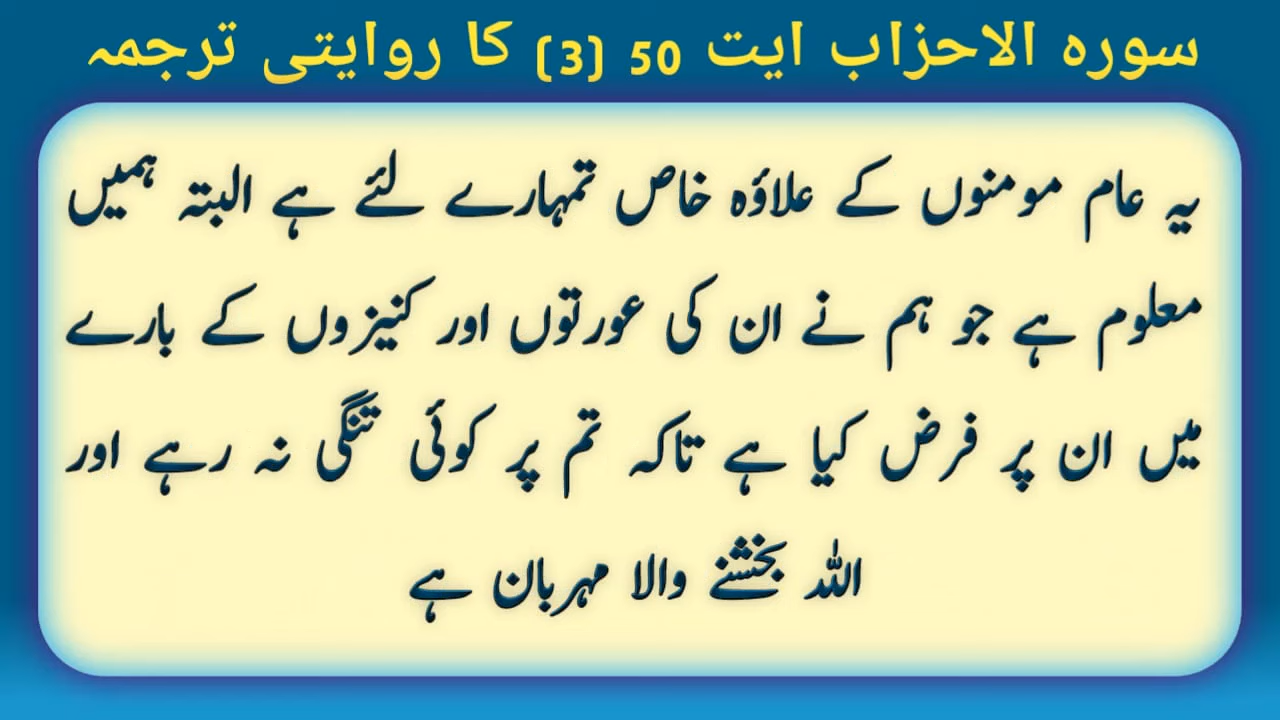 سورہ الاحزاب ایت 50 (3) کا روایتی ترجمہ
یہ عام مومنوں کے علاؤہ خاص تمہارے لئے ہے البتہ ہمیں
معلوم ہے جو ہم نے ان کی عورتوں اور کنیزوں کے بارے
میں ان پر فرض کیا ہے تاکہ تم پر کوئی تنگی نہ رہے اور
اللہ بخشنے والا مہربان ہے